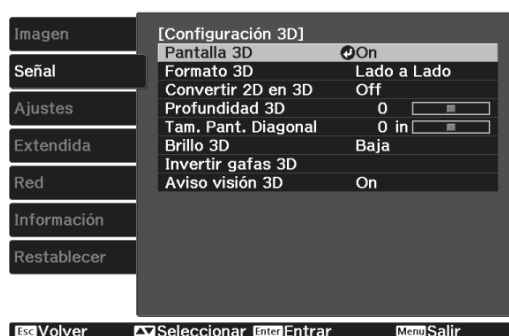 Imagen
Señal
Ajustes
Extendida
Red
Información
Restablecer
[Configuración 3D]
Pantalla 3D On
Formato 3D Lado a Lado
Convertir 2D en 3D Off
Profundidad 3D 0
Tam. Pant. Diagonal 0 in
Brillo 3D Baja
Invertir gafas 3D
Aviso visión 3D On
Esc Volver Seleccionar Enter Entrar Menu Salir